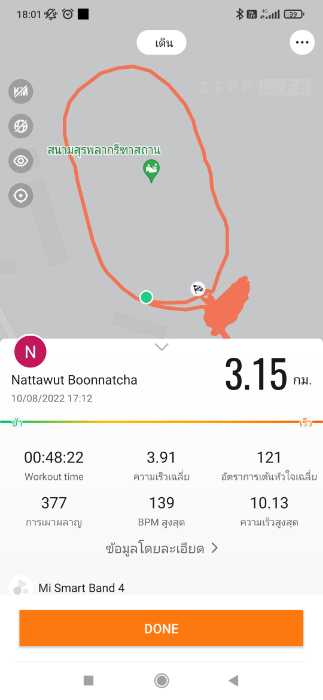 18:01
29
เดิน
สนามสุรพลากรีฑาสถาน
N
3.15 กม.
Nattawut Boonnatcha
10/08/2022 17:12
ช้า
เร็ว
00:48:22 3.91 121
Workout time ความเร็วเฉลี่ย อัตราการเต้นหัวใจเฉลี่ย
377 139 10.13
การเผาผลาญ BPM สูงสุด ความเร็วสูงสุด
ข้อมูลโดยละเอียด
Mi Smart Band 4
DONE